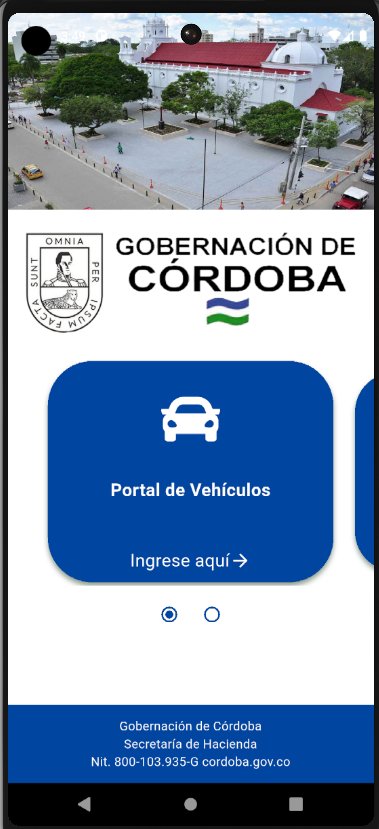 OMNIA
PER
IPSUM
FACTA
SUNT
GOBERNACIÓN DE
CÓRDOBA
Portal de Vehículos
Ingrese aquí→
Gobernación de Córdoba
Secretaría de Hacienda
Nit. 800-103.935-G cordoba.gov.co